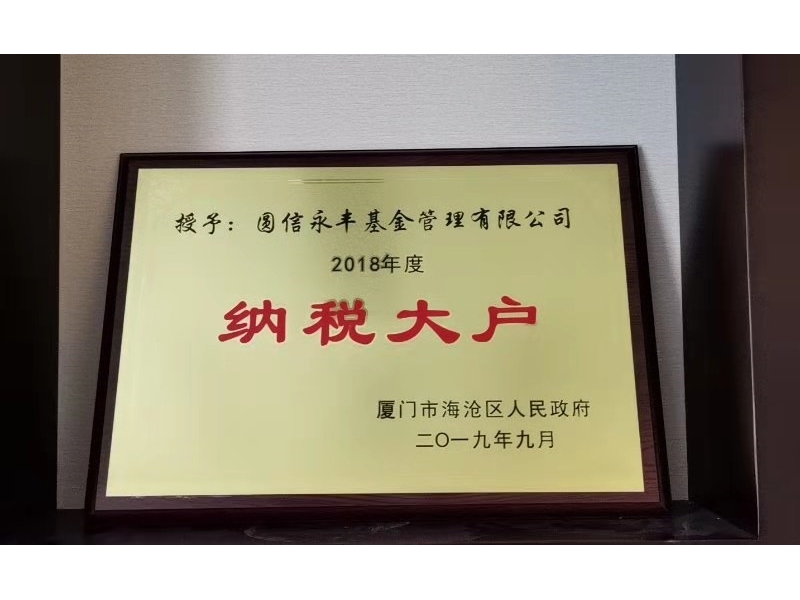 授予：圆信永丰基金管理有限公司
2018年度
纳税大户
厦门市海沧区人民政府
二〇一九年九月